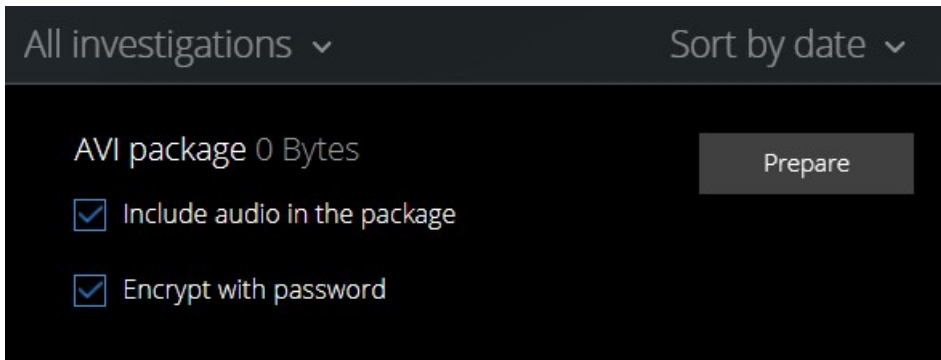 All investigations
Sort by date
AVI package 0 Bytes
Prepare
Include audio in the package
Encrypt with password